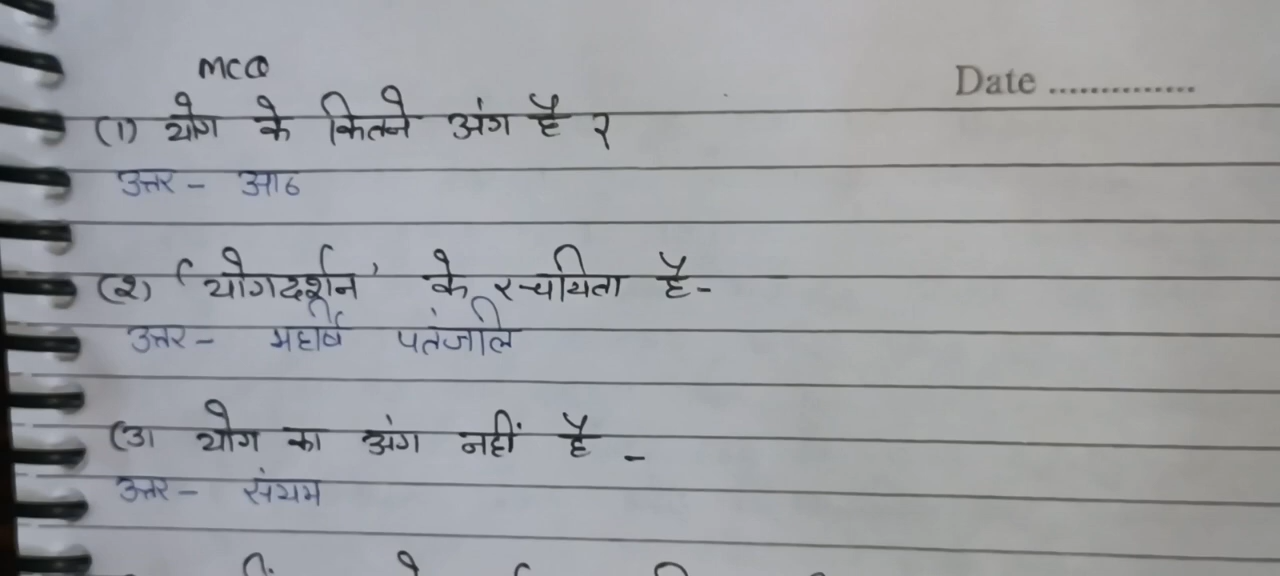 MCQ
Date ..............
(1) योग के कितने अंग है ?
उत्तर - आठ
(2) 'योगदर्शन' के रचयिता है -
उत्तर - महर्षि पतंजलि
(3) योग का अंग नहीं है -
उत्तर - संयम